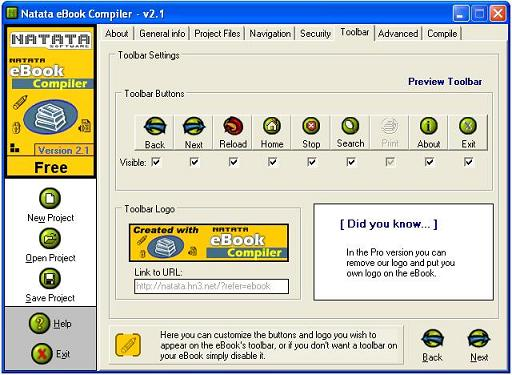 Natata eBook Compiler - v2.1
NATATA
SOFTWARE
NATATA
eBook
Compiler
Version 2.1
Free
New Project
Open Project
Save Project
Help
Exit
About General info Project Files Navigation Security Toolbar Advanced Compile
Toolbar Settings
Preview Toolbar
Toolbar Buttons
Back Next Reload Home Stop Search Print About Exit
Visible:
Toolbar Logo
Created with NATATA
eBook
Compiler
Link to URL:
http://natata.hn3.net/?refer=ebook
[ Did you know... ]
In the Pro version you can
remove our logo and put you
own logo on the eBook.
Here you can customize the buttons and logo you wish to
appear on the eBook's toolbar, or if you don't want a toolbar on
your eBook simply disable it.
Back Next